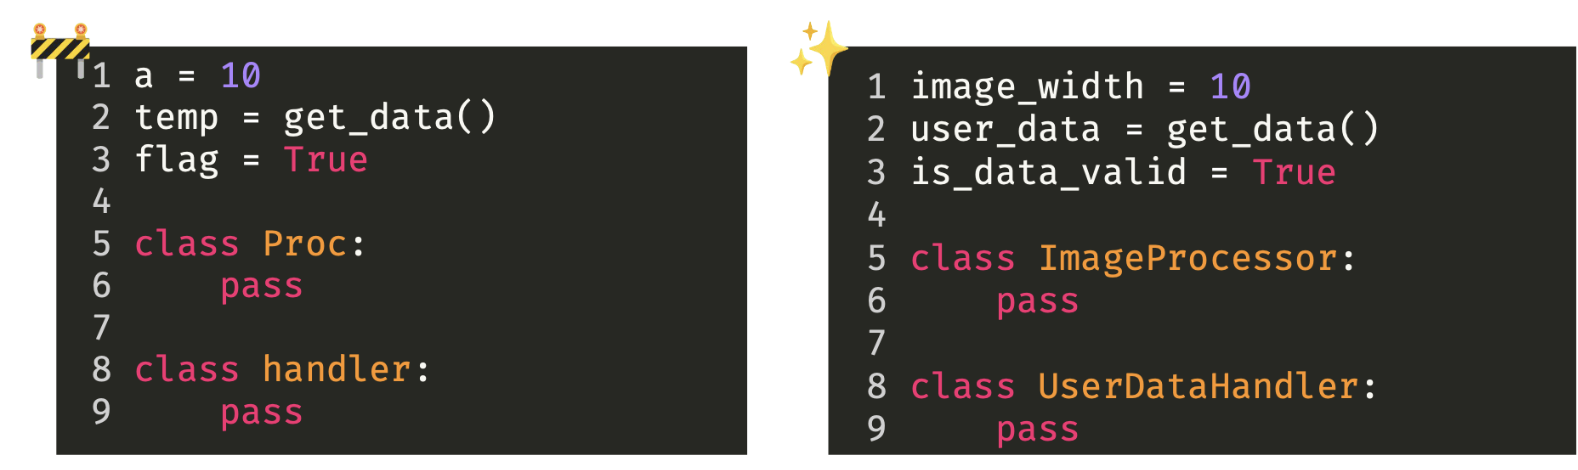 1 a = 10
2 temp = get_data()
3 flag = True
4
5 class Proc:
6     pass
7
8 class handler:
9     pass
1 image_width = 10
2 user_data = get_data()
3 is_data_valid = True
4
5 class ImageProcessor:
6     pass
7
8 class UserDataHandler:
9     pass